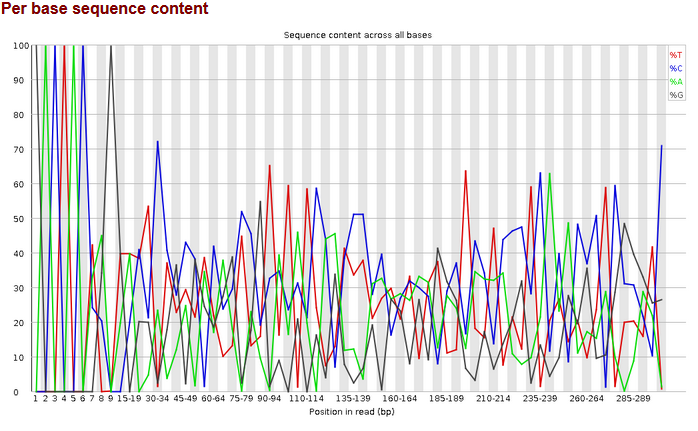 Per base sequence content
Sequence content across all bases
%T
%C
%A
%G
100
90
80
70
60
50
40
30
20
10
0
1 2 3 4 5 6 7 8 9 15-19 30-34 45-49 60-64 75-79 90-94 110-114 135-139 160-164 185-189 210-214 235-239 260-264 285-289
Position in read (bp)